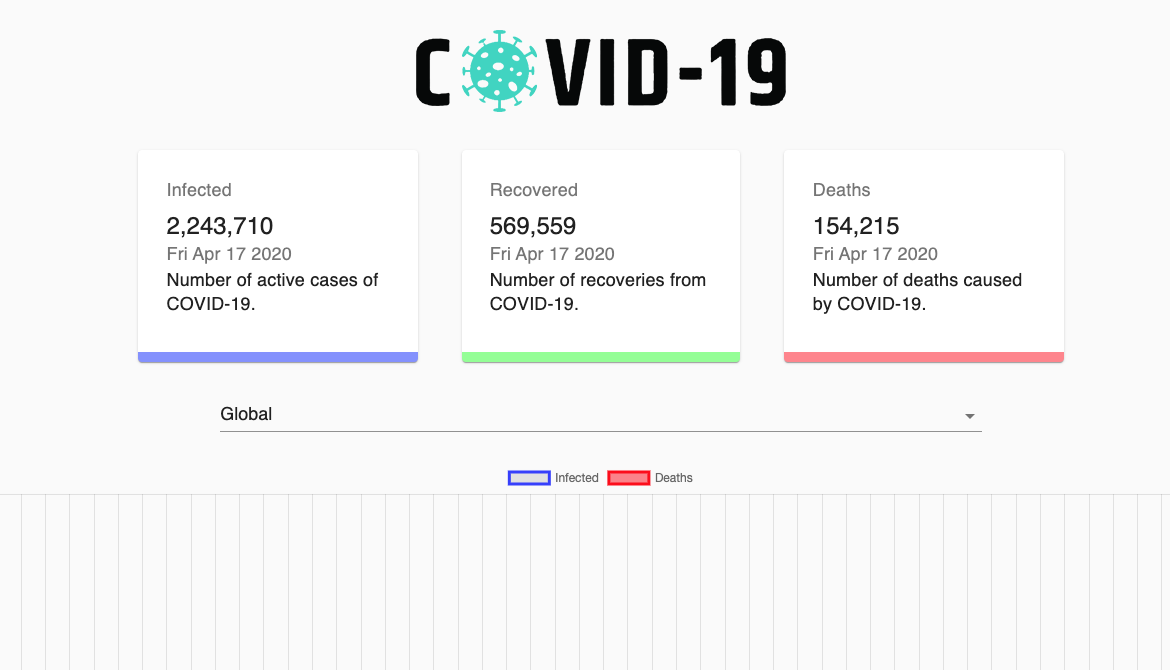 COVID-19
Infected
2,243,710
Fri Apr 17 2020
Number of active cases of
COVID-19.
Recovered
569,559
Fri Apr 17 2020
Number of recoveries from
COVID-19.
Deaths
154,215
Fri Apr 17 2020
Number of deaths caused
by COVID-19.
Global
Infected Deaths